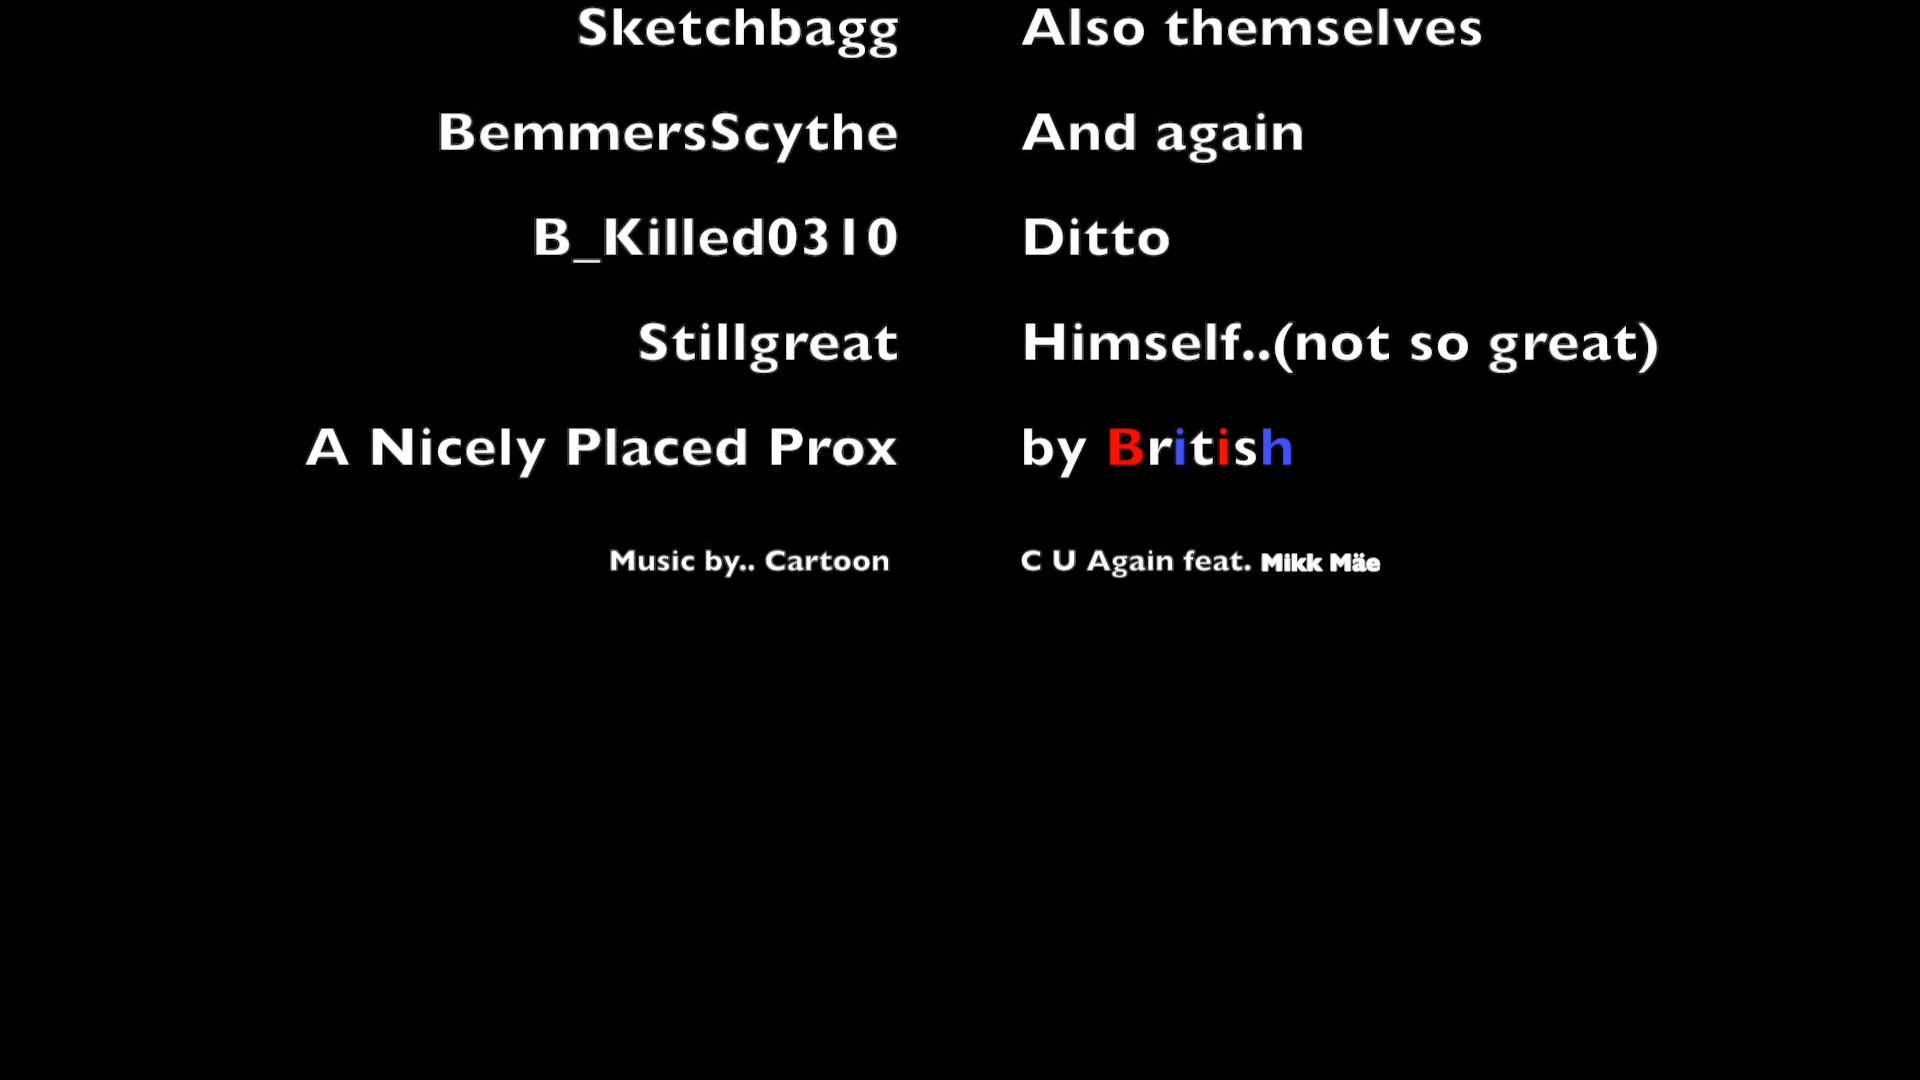 Sketchbagg Also themselves
BemmersScythe And again
B_Killed0310 Ditto
Stillgreat Himself..(not so great)
A Nicely Placed Prox by British
Music by.. Cartoon C U Again feat. Mikk Mäe